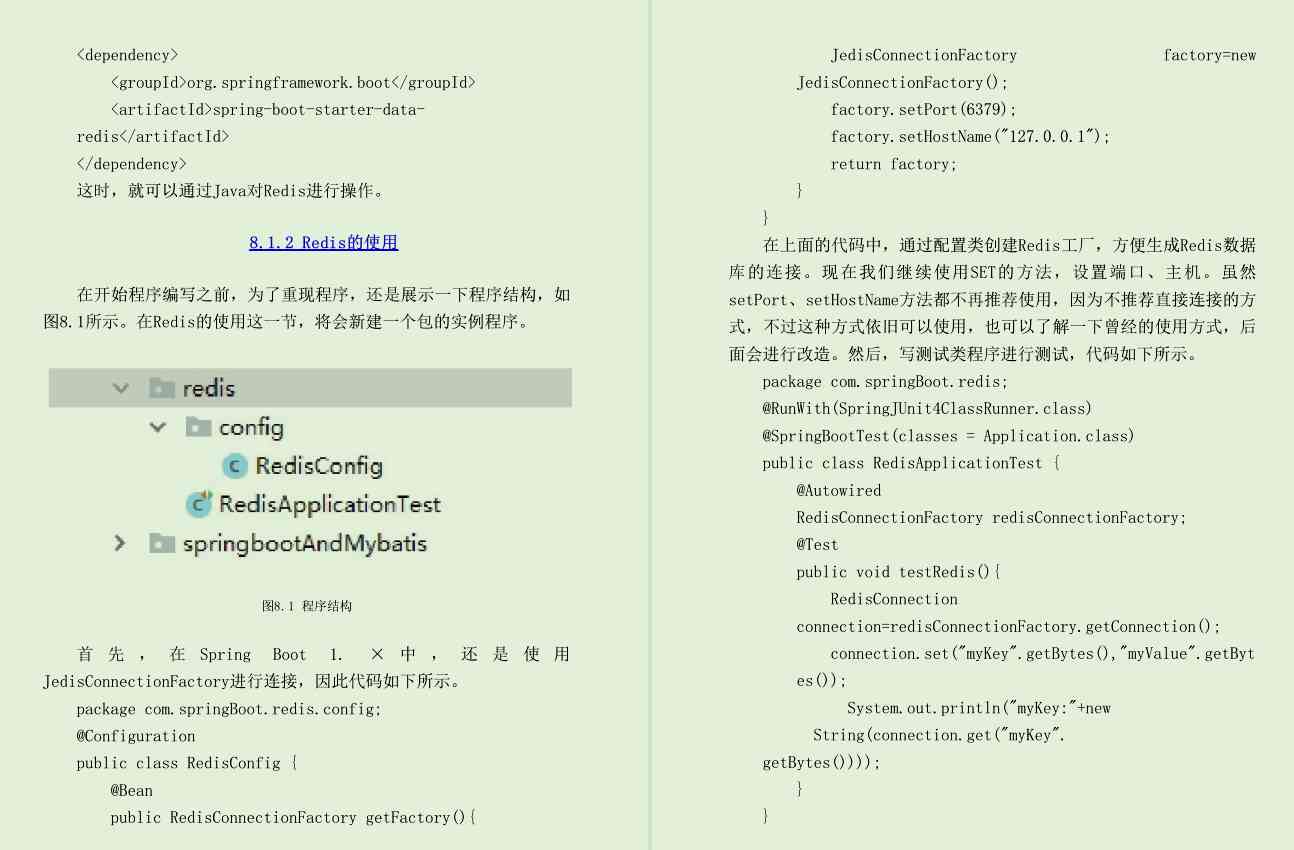 <dependency>
<groupId>org.springframework.boot</groupId>
<artifactId>spring-boot-starter-data-
redis</artifactId>
</dependency>
这时，就可以通过Java对Redis进行操作。
8.1.2 Redis的使用
在开始程序编写之前，为了重现程序，还是展示一下程序结构，如
图8.1所示。在Redis的使用这一节，将会新建一个包的实例程序。
redis
config
RedisConfig
RedisApplicationTest
springbootAndMybatis
图8.1 程序结构
首先，在 Spring Boot 1. ×中，还是使用
JedisConnectionFactory进行连接，因此代码如下所示。
package com.springBoot.redis.config;
@Configuration
public class RedisConfig {
@Bean
public RedisConnectionFactory getFactory(){
JedisConnectionFactory factory=new
JedisConnectionFactory();
factory.setPort(6379);
factory.setHostName("127.0.0.1");
return factory;
}
}
在上面的代码中，通过配置类创建Redis工厂，方便生成Redis数据
库的连接。现在我们继续使用SET的方法，设置端口、主机。虽然
setPort、setHostName方法都不再推荐使用，因为不推荐直接连接的方
式，不过这种方式依旧可以使用，也可以了解一下曾经的使用方式，后
面会进行改造。然后，写测试类程序进行测试，代码如下所示。
package com.springBoot.redis;
@RunWith(SpringJUnit4ClassRunner.class)
@SpringBootTest(classes = Application.class)
public class RedisApplicationTest {
@Autowired
RedisConnectionFactory redisConnectionFactory;
@Test
public void testRedis(){
RedisConnection
connection=redisConnectionFactory.getConnection();
connection.set("myKey".getBytes(),"myValue".getByt
es());
System.out.println("myKey:"+new
String(connection.get("myKey".
getBytes())));
}
}